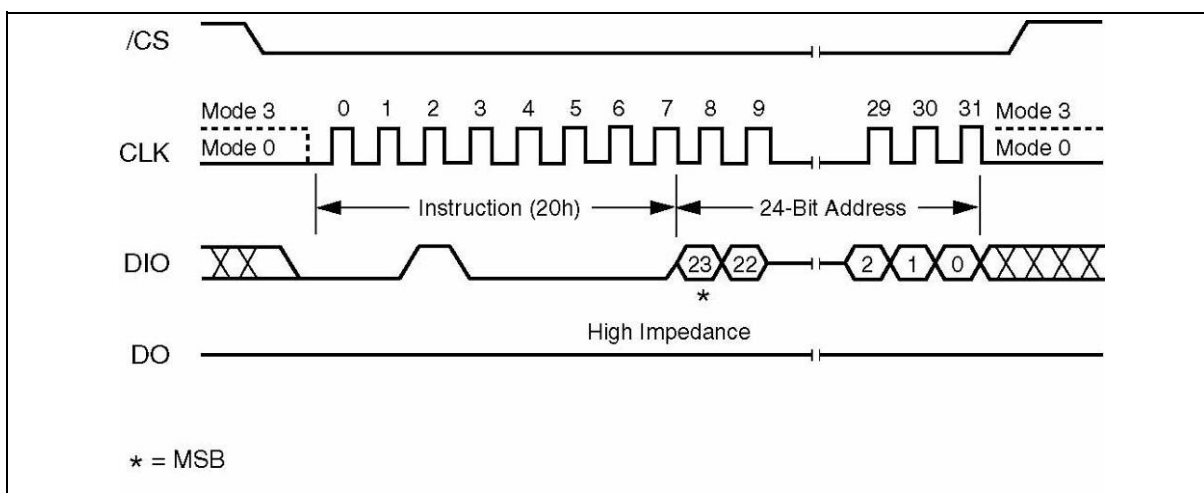 /CS
Mode 3 0 1 2 3 4 5 6 7 8 9 29 30 31 Mode 3
CLK Mode 0 Mode 0
Instruction (20h) 24-Bit Address
DIO 23 22 2 1 0
*
High Impedance
DO
* = MSB